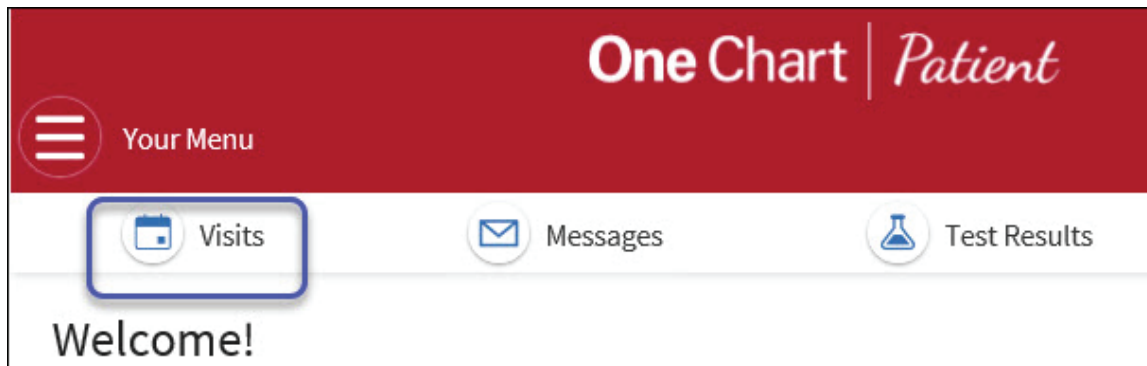 One Chart | Patient
Your Menu
Visits
Messages
Test Results
Welcome!